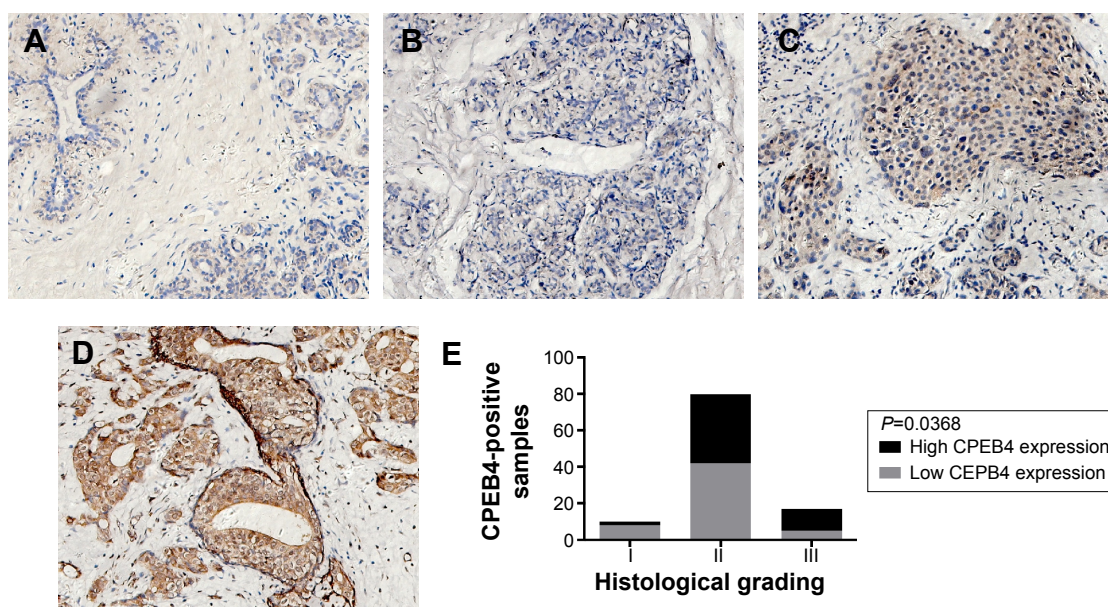 A
B
C
D
E
CPEB4-positive
samples
100
80
60
40
20
0
I
II
III
Histological grading
P=0.0368
High CPEB4 expression
Low CEPB4 expression